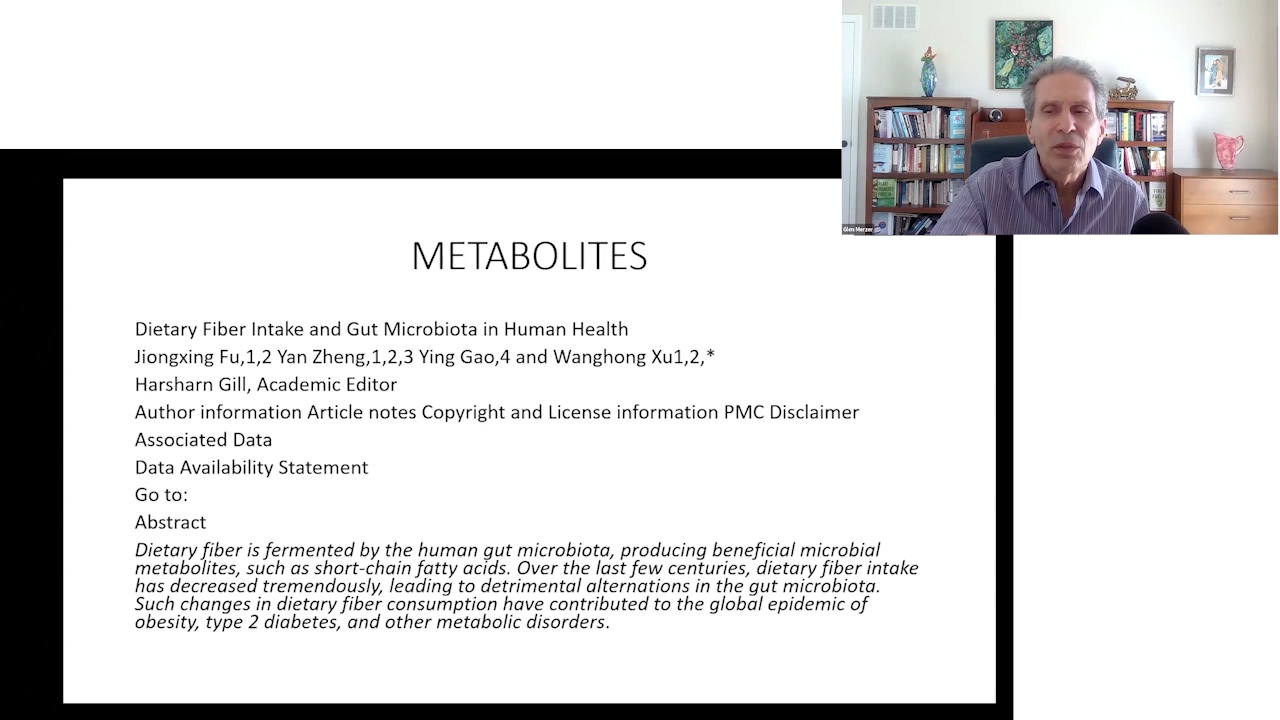 Glen Merzer
METABOLITES
Dietary Fiber Intake and Gut Microbiota in Human Health
Jiongxing Fu,1,2 Yan Zheng,1,2,3 Ying Gao,4 and Wanghong Xu1,2,*
Harsharn Gill, Academic Editor
Author information Article notes Copyright and License information PMC Disclaimer
Associated Data
Data Availability Statement
Go to:
Abstract
Dietary fiber is fermented by the human gut microbiota, producing beneficial microbial
metabolites, such as short-chain fatty acids. Over the last few centuries, dietary fiber intake
has decreased tremendously, leading to detrimental alternations in the gut microbiota.
Such changes in dietary fiber consumption have contributed to the global epidemic of
obesity, type 2 diabetes, and other metabolic disorders.